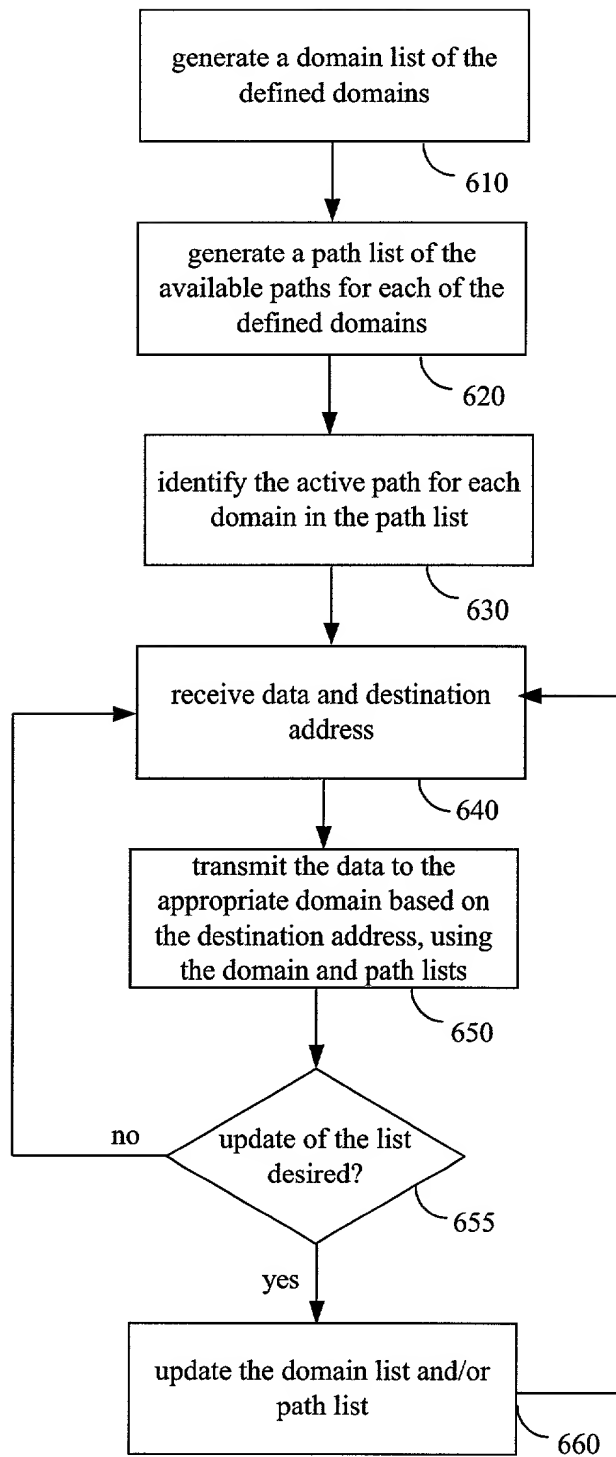 generate a domain list of the
defined domains
610
generate a path list of the
available paths for each of the
defined domains
620
identify the active path for each
domain in the path list
630
receive data and destination
address
640
transmit the data to the
appropriate domain based on
the destination address, using
the domain and path lists
650
no
update of the list
desired?
655
yes
update the domain list and/or
path list
660